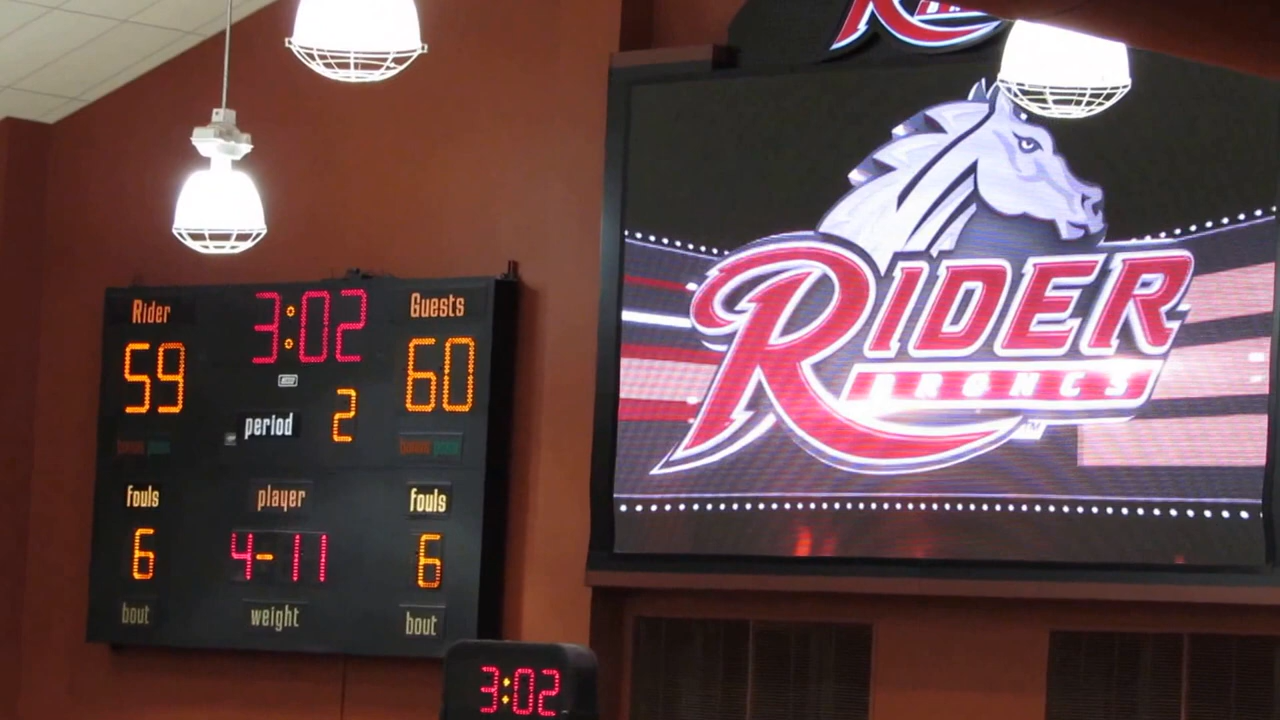 Rider
3:02
Guests
59
60
period
2
fouls
player
fouls
6
4-11
6
bout
weight
bout
3:02
RIDER
BRONCS
TM